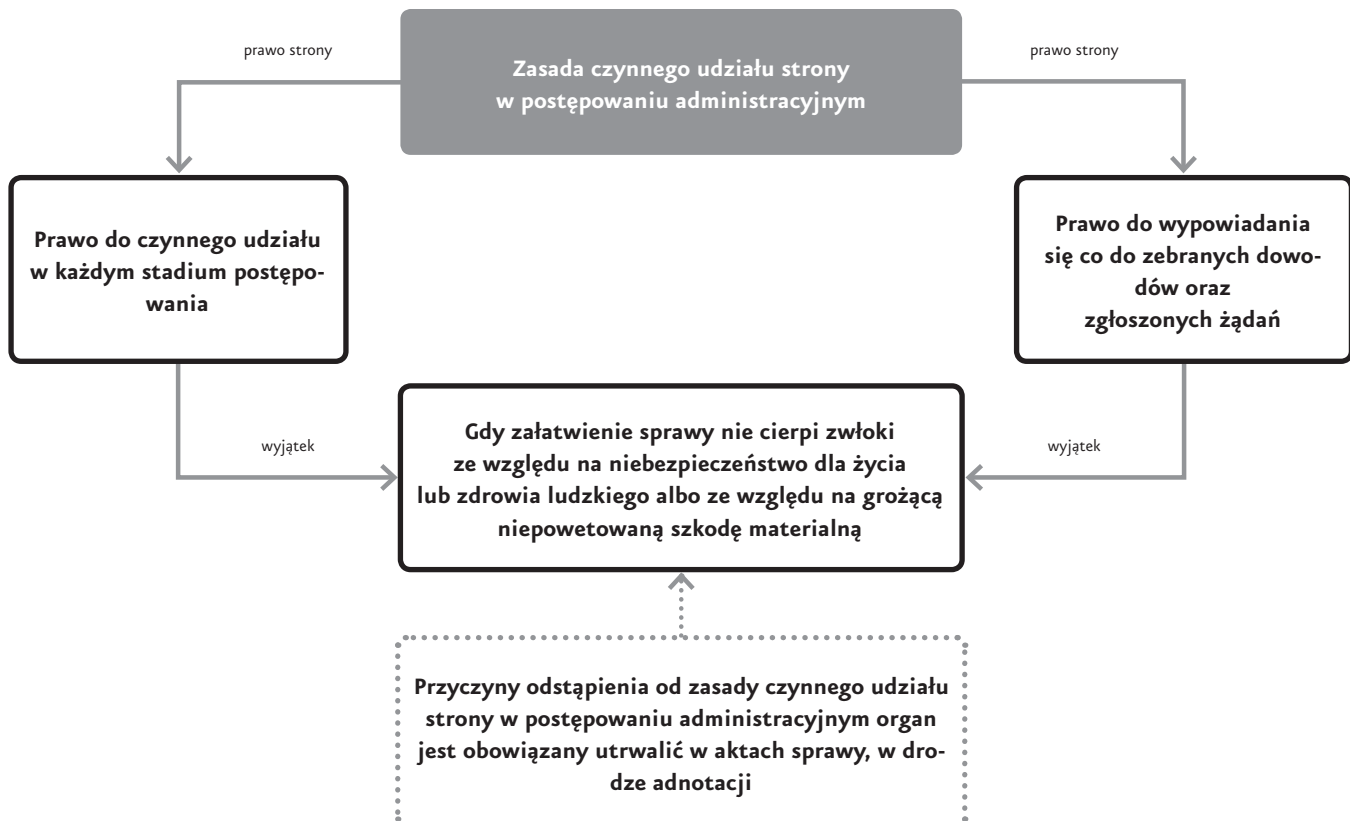 prawo strony
Zasada czynnego udziału strony
w postępowaniu administracyjnym
prawo strony
Prawo do czynnego udziału
w każdym stadium postępo-
wania
Prawo do wypowiadania
się co do zebranych dowo-
dów oraz
zgłoszonych żądań
wyjątek
Gdy załatwienie sprawy nie cierpi zwłoki
ze względu na niebezpieczeństwo dla życia
lub zdrowia ludzkiego albo ze względu na grożącą
niepowetowaną szkodę materialną
wyjątek
Przyczyny odstąpienia od zasady czynnego udziału
strony w postępowaniu administracyjnym organ
jest obowiązany utrwalić w aktach sprawy, w dro-
dze adnotacji